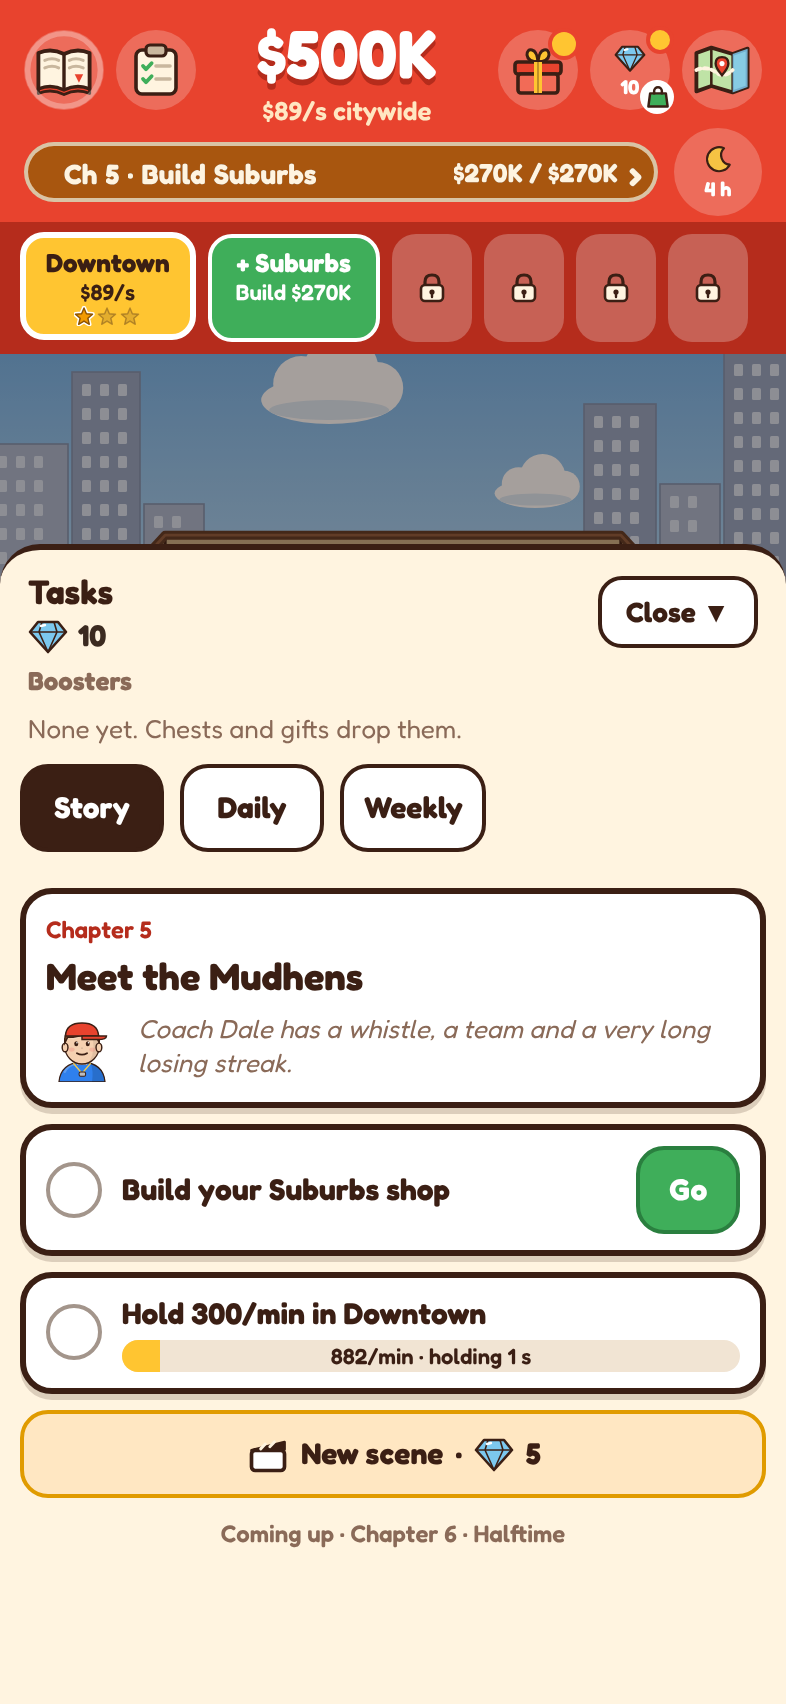 $500K
$89/s citywide
10
Ch 5 · Build Suburbs
$270K / $270K
4 h
Downtown
$89/s
+ Suburbs
Build $270K
Tasks
10
Close ▼
Boosters
None yet. Chests and gifts drop them.
Story
Daily
Weekly
Chapter 5
Meet the Mudhens
Coach Dale has a whistle, a team and a very long
losing streak.
Build your Suburbs shop
Go
Hold 300/min in Downtown
882/min · holding 1 s
New scene · 5
Coming up · Chapter 6 · Halftime